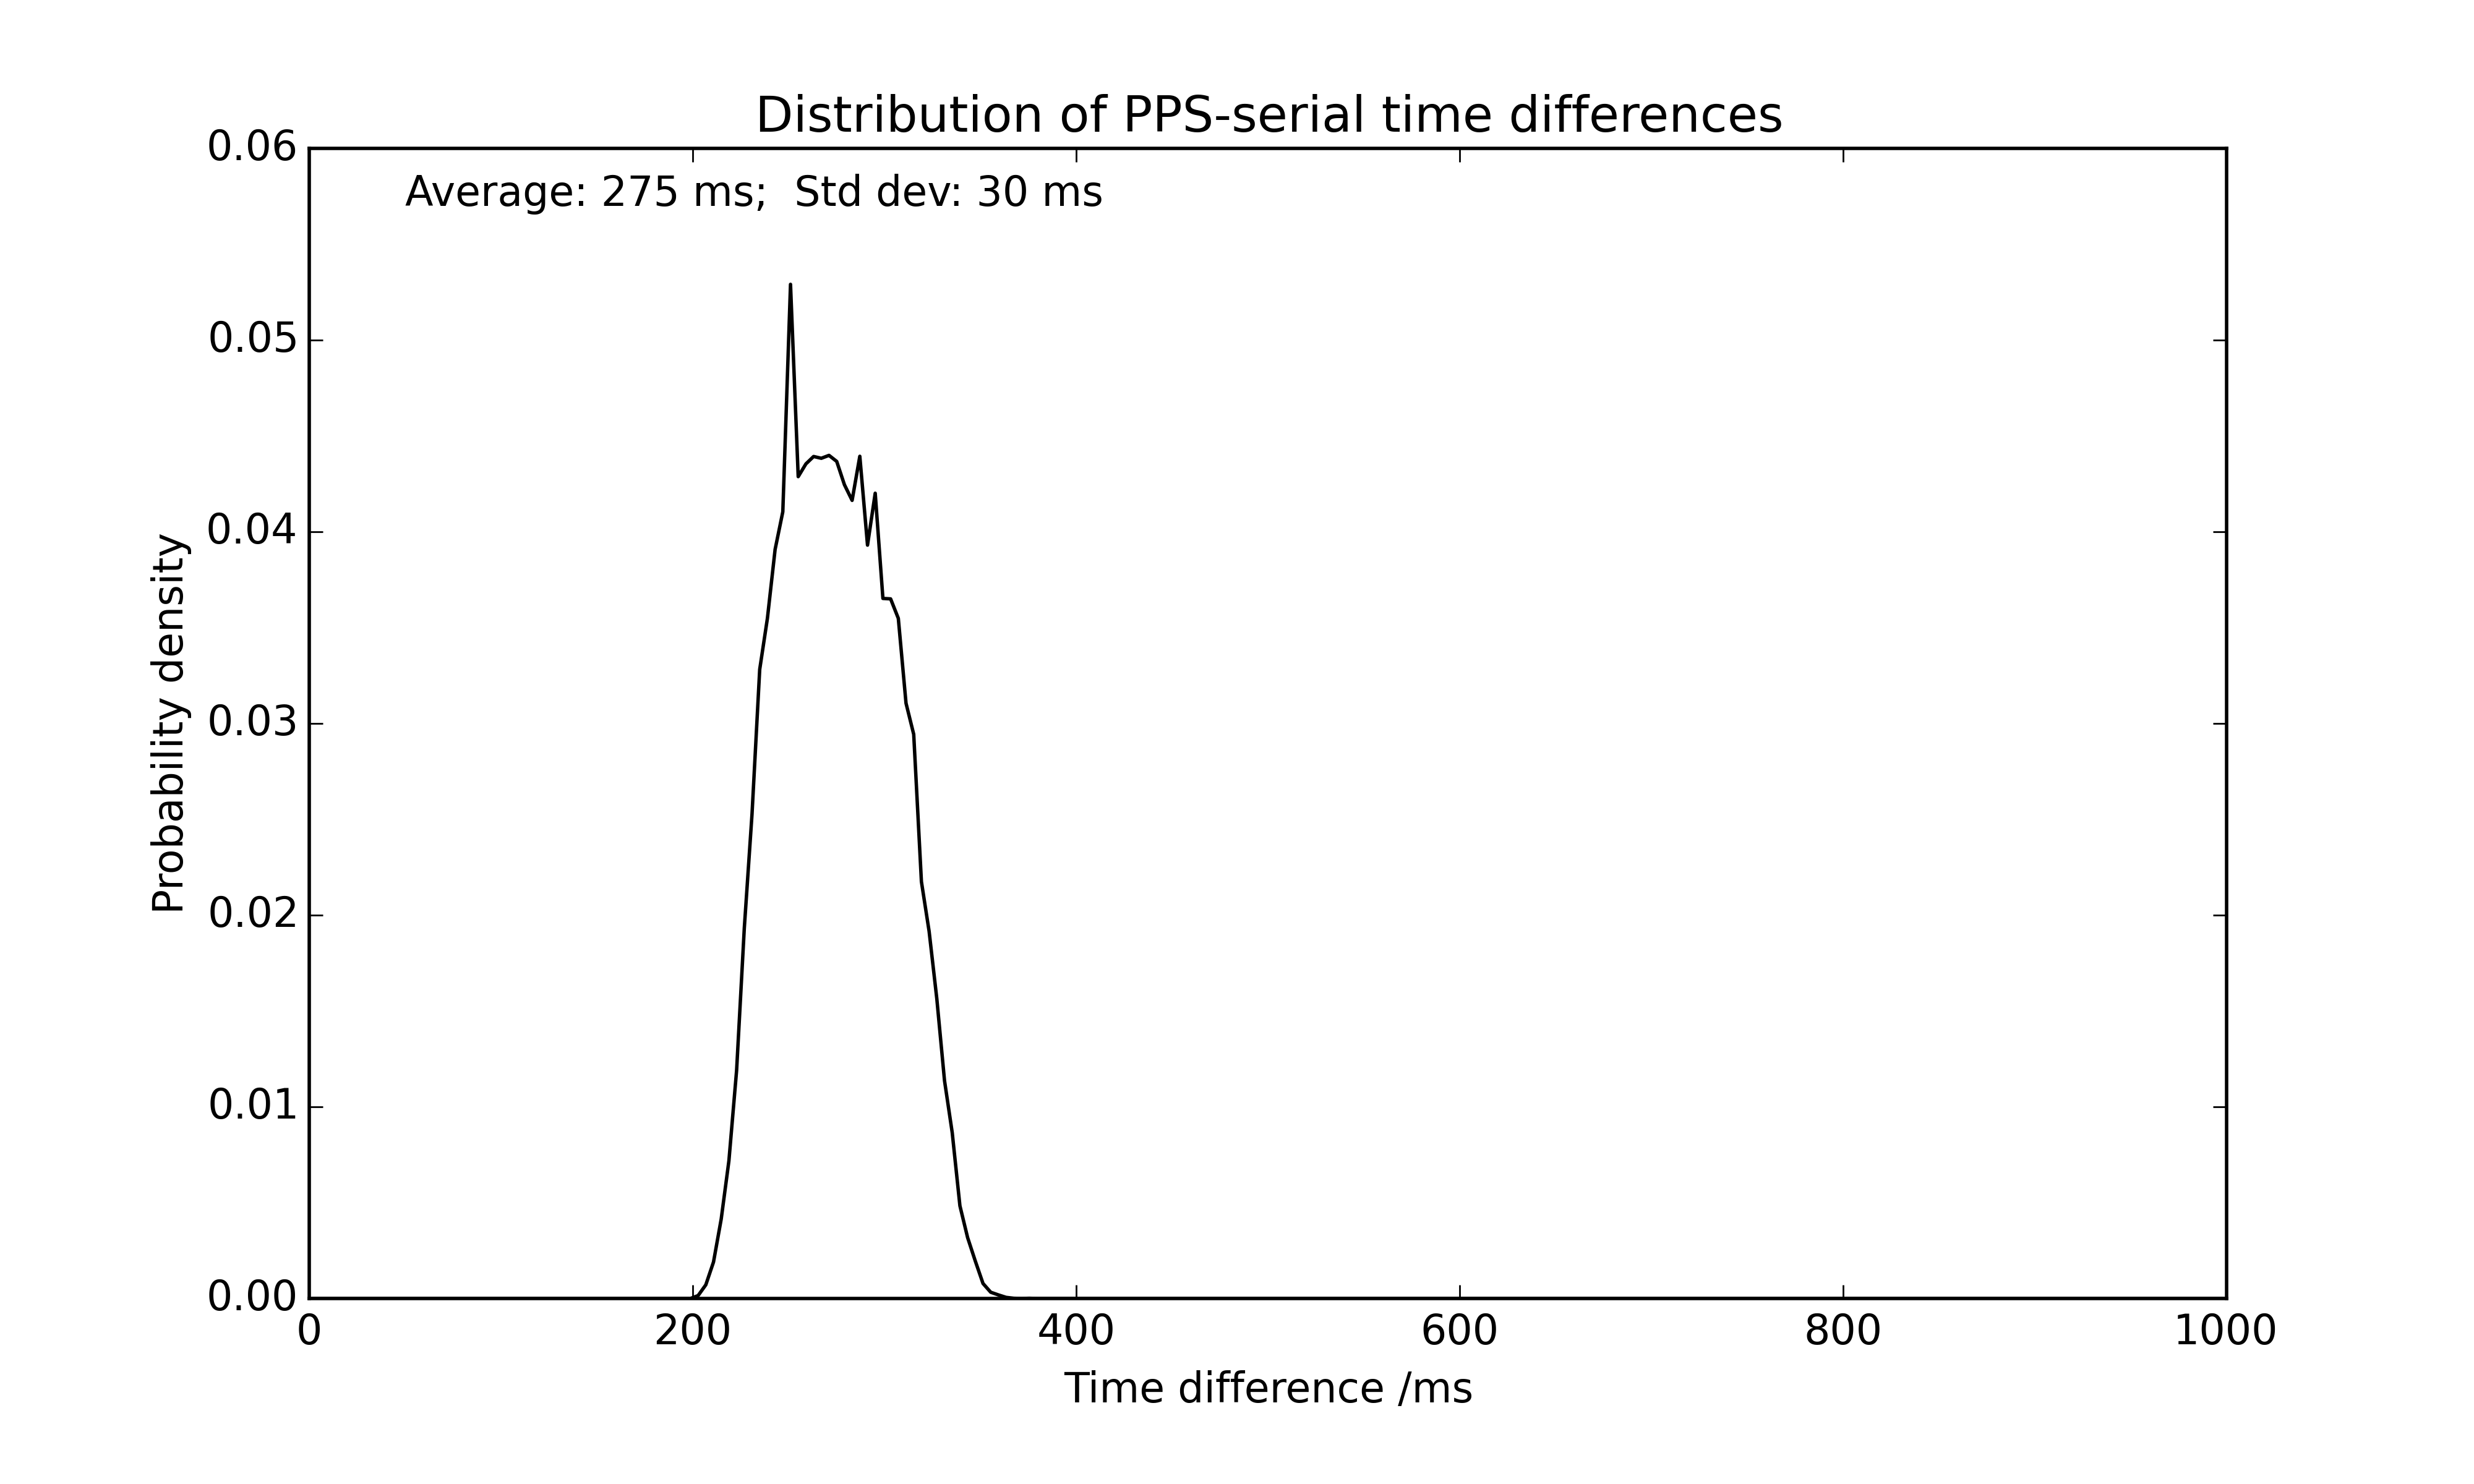 Distribution of PPS-serial time differences
Average: 275 ms;  Std dev: 30 ms
0.06
0.05
0.04
0.03
0.02
0.01
0.00
Probability density
0 200 400 600 800 1000
Time difference /ms